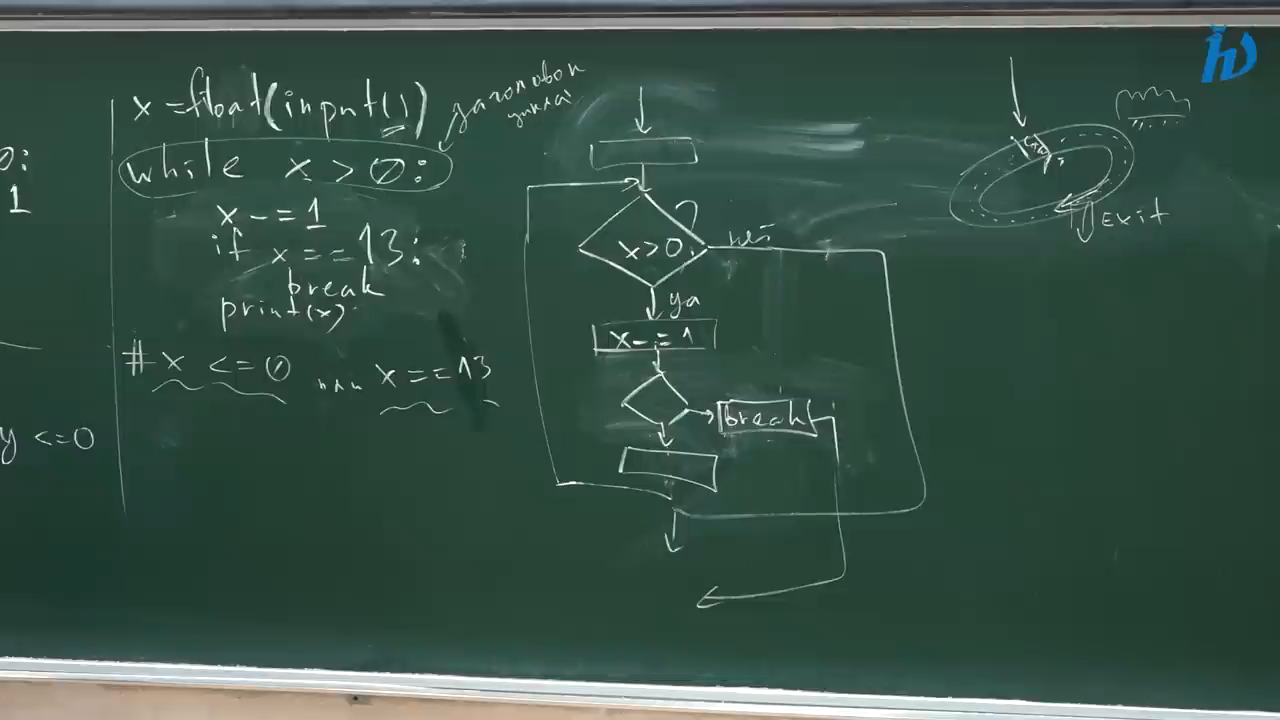 0:
1
y <=0
x =float(input())
заголовок
цикла
while x > 0:
x -= 1
if x == 13:
break
print(x)
# x <= 0 или x == 13
x>0
?
нет
да
x -= 1
break
Exit